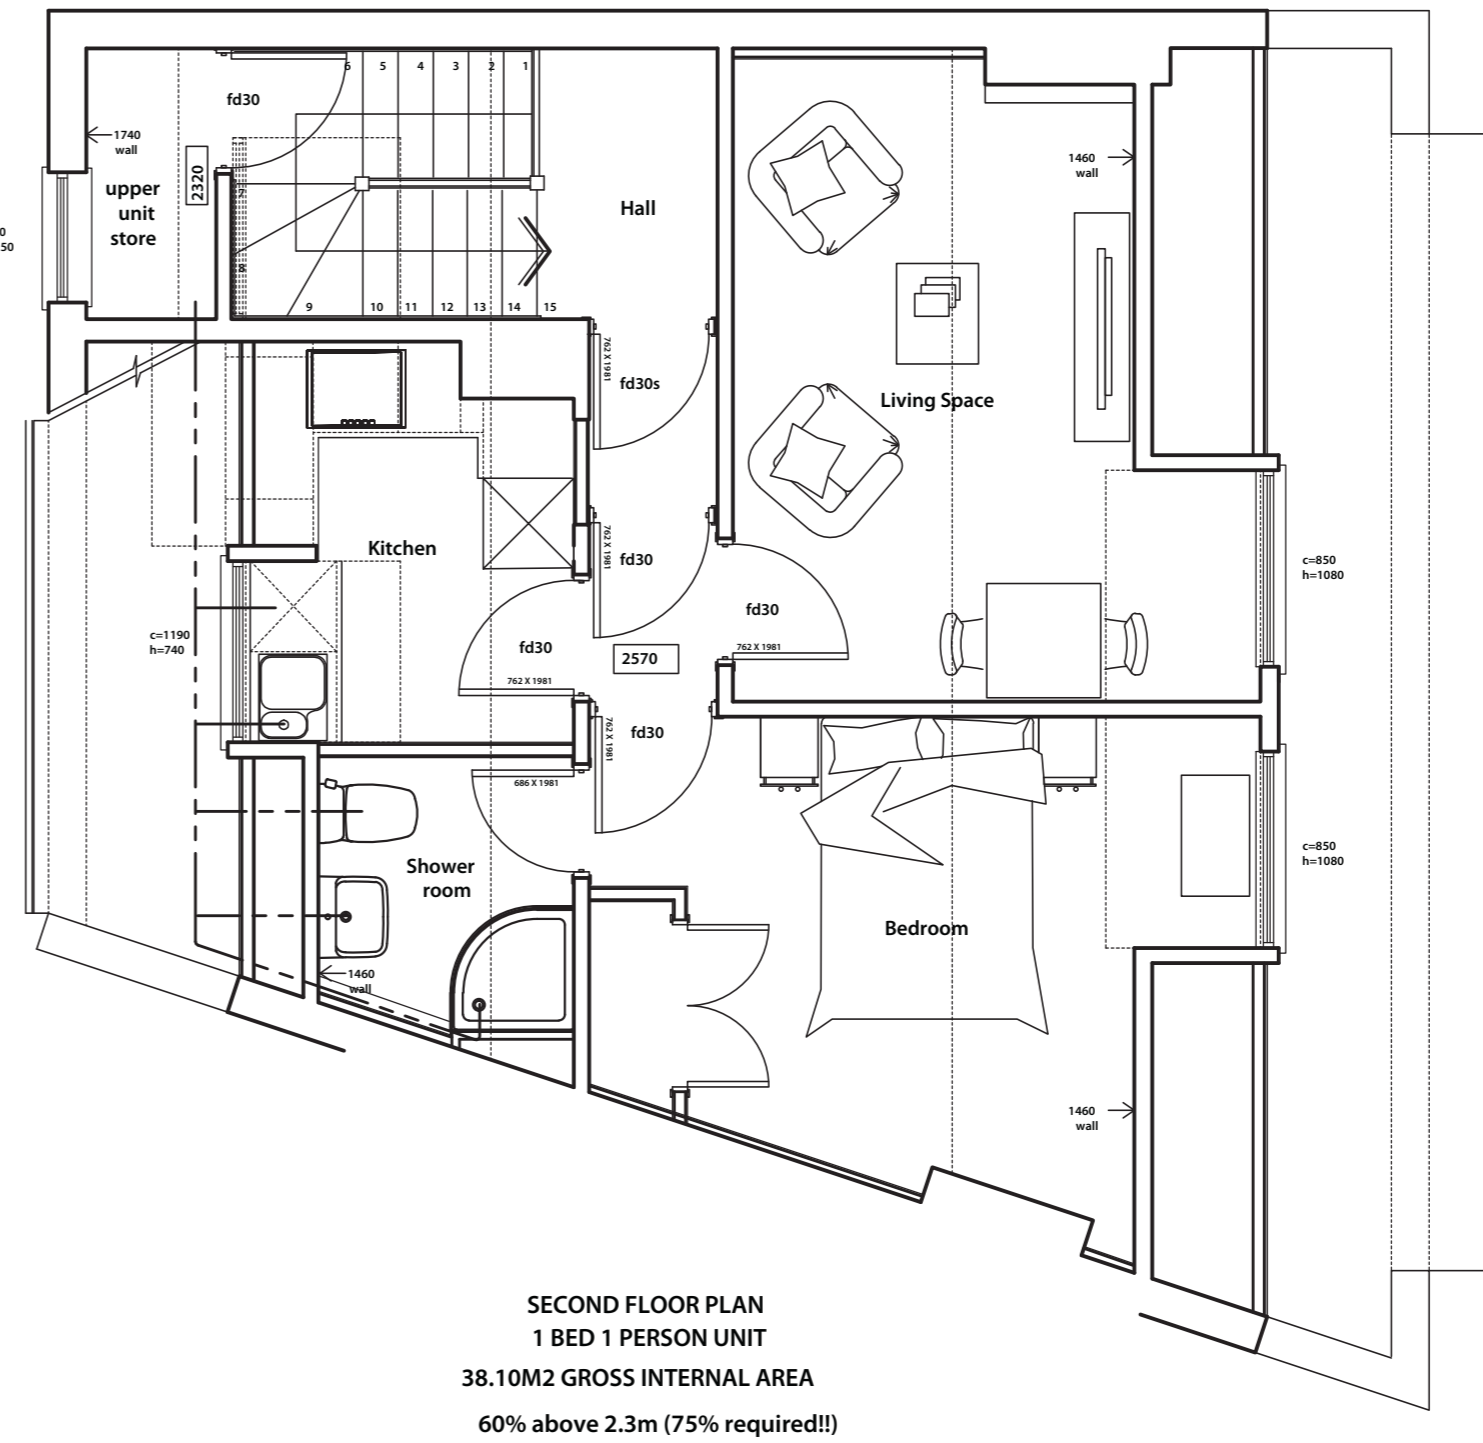 6 5 4 3 2 1
fd30
1740
wall
2320
upper
unit
store
0
50
7
8
9 10 11 12 13 14 15
Hall
1460
wall
762 X 1981
fd30s
Living Space
Kitchen
762 X 1981
fd30
c=850
h=1080
fd30
762 X 1981
c=1190
h=740
fd30
762 X 1981
2570
762 X 1981
fd30
686 X 1981
Shower
room
c=850
h=1080
Bedroom
1460
wall
1460
wall
SECOND FLOOR PLAN
1 BED 1 PERSON UNIT
38.10M2 GROSS INTERNAL AREA
60% above 2.3m (75% required!!)